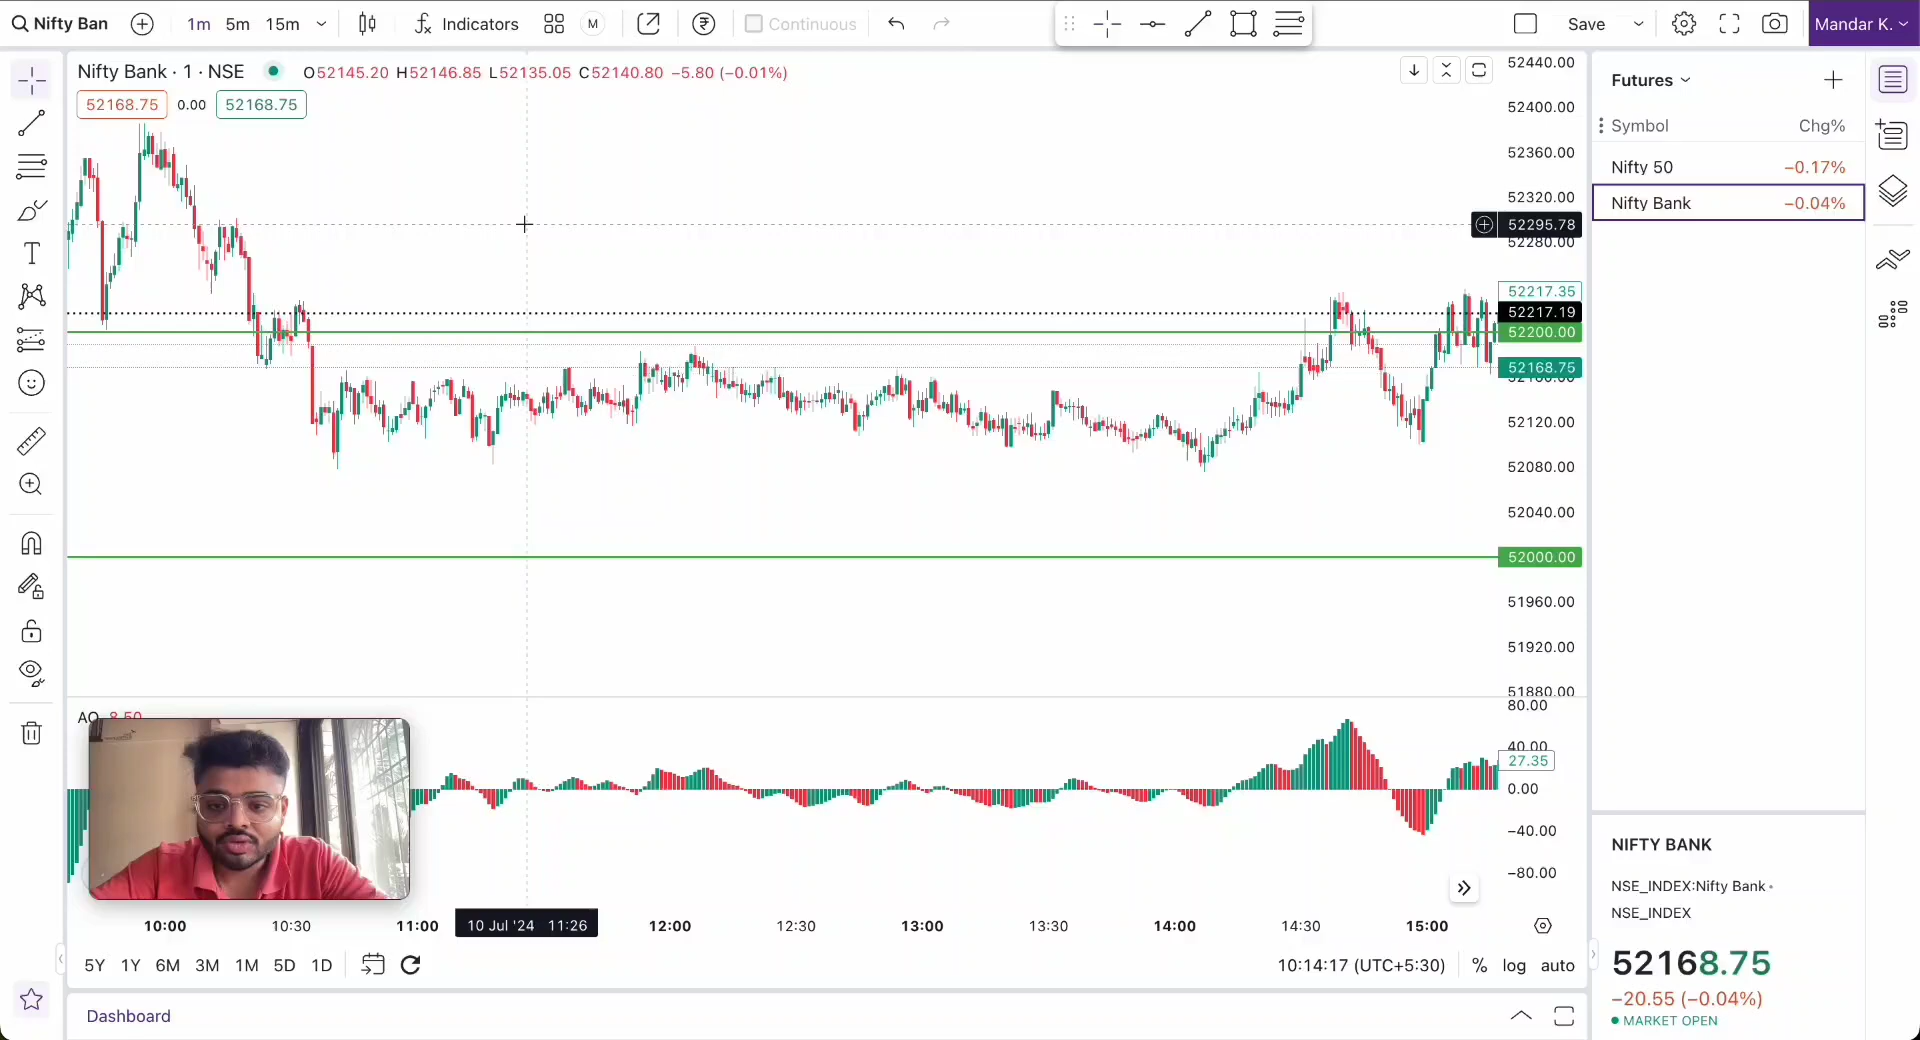 Nifty Ban 1m 5m 15m Indicators M Continuous Save Mandar K.
Nifty Bank · 1 · NSE O52145.20 H52146.85 L52135.05 C52140.80 −5.80 (−0.01%)
52168.75 0.00 52168.75
52440.00
52400.00
52360.00
52320.00
52295.78
52280.00
52217.35
52217.19
52200.00
52168.75
52160.00
52120.00
52080.00
52040.00
52000.00
51960.00
51920.00
51880.00
AO 8.50
80.00
40.00
27.35
0.00
−40.00
−80.00
10:00 10:30 11:00 10 Jul '24 11:26 12:00 12:30 13:00 13:30 14:00 14:30 15:00
5Y 1Y 6M 3M 1M 5D 1D 10:14:17 (UTC+5:30) % log auto
Dashboard
Futures
Symbol Chg%
Nifty 50 −0.17%
Nifty Bank −0.04%
NIFTY BANK
NSE_INDEX:Nifty Bank •
NSE_INDEX
52168.75
−20.55 (−0.04%)
MARKET OPEN